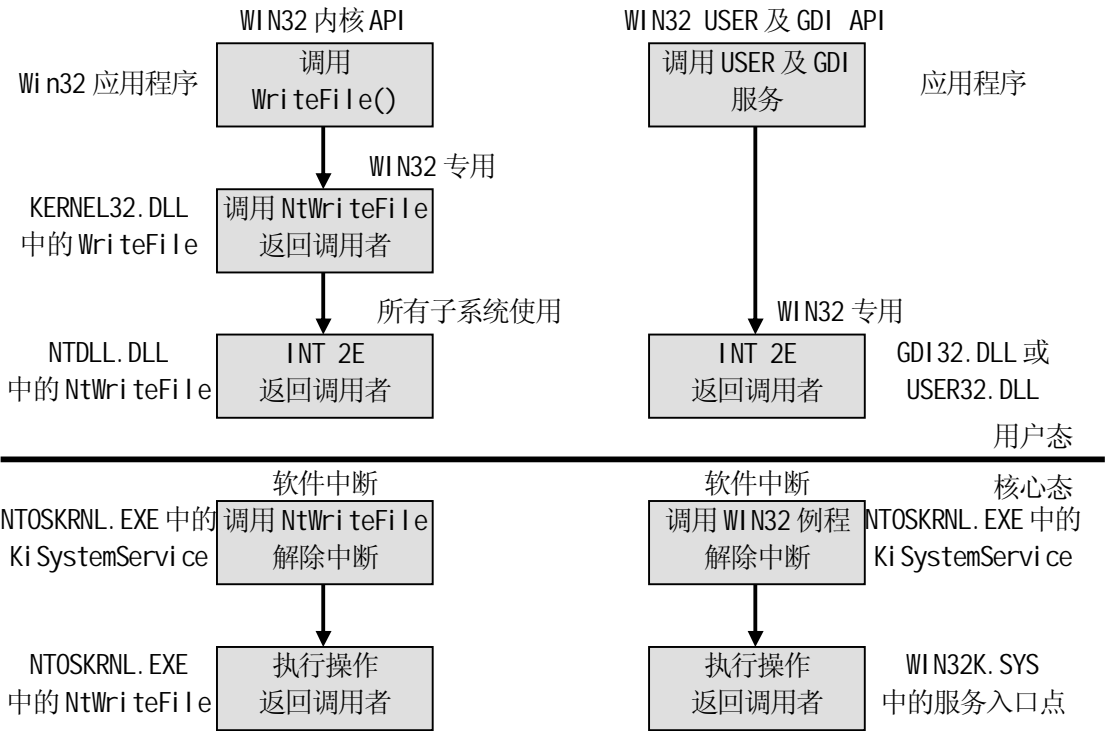 WIN32 内核 API
WIN32 USER 及 GDI API
Win32 应用程序
调用
WriteFile()
调用 USER 及 GDI
服务
应用程序
WIN32 专用
KERNEL32.DLL
中的 WriteFile
调用 NtWriteFile
返回调用者
所有子系统使用
WIN32 专用
NTDLL.DLL
中的 NtWriteFile
INT 2E
返回调用者
INT 2E
返回调用者
GDI32.DLL 或
USER32.DLL
用户态
软件中断
软件中断
核心态
NTOSKRNL.EXE 中的
KiSystemService
调用 NtWriteFile
解除中断
调用 WIN32 例程
解除中断
NTOSKRNL.EXE 中的
KiSystemService
NTOSKRNL.EXE
中的 NtWriteFile
执行操作
返回调用者
执行操作
返回调用者
WIN32K.SYS
中的服务入口点